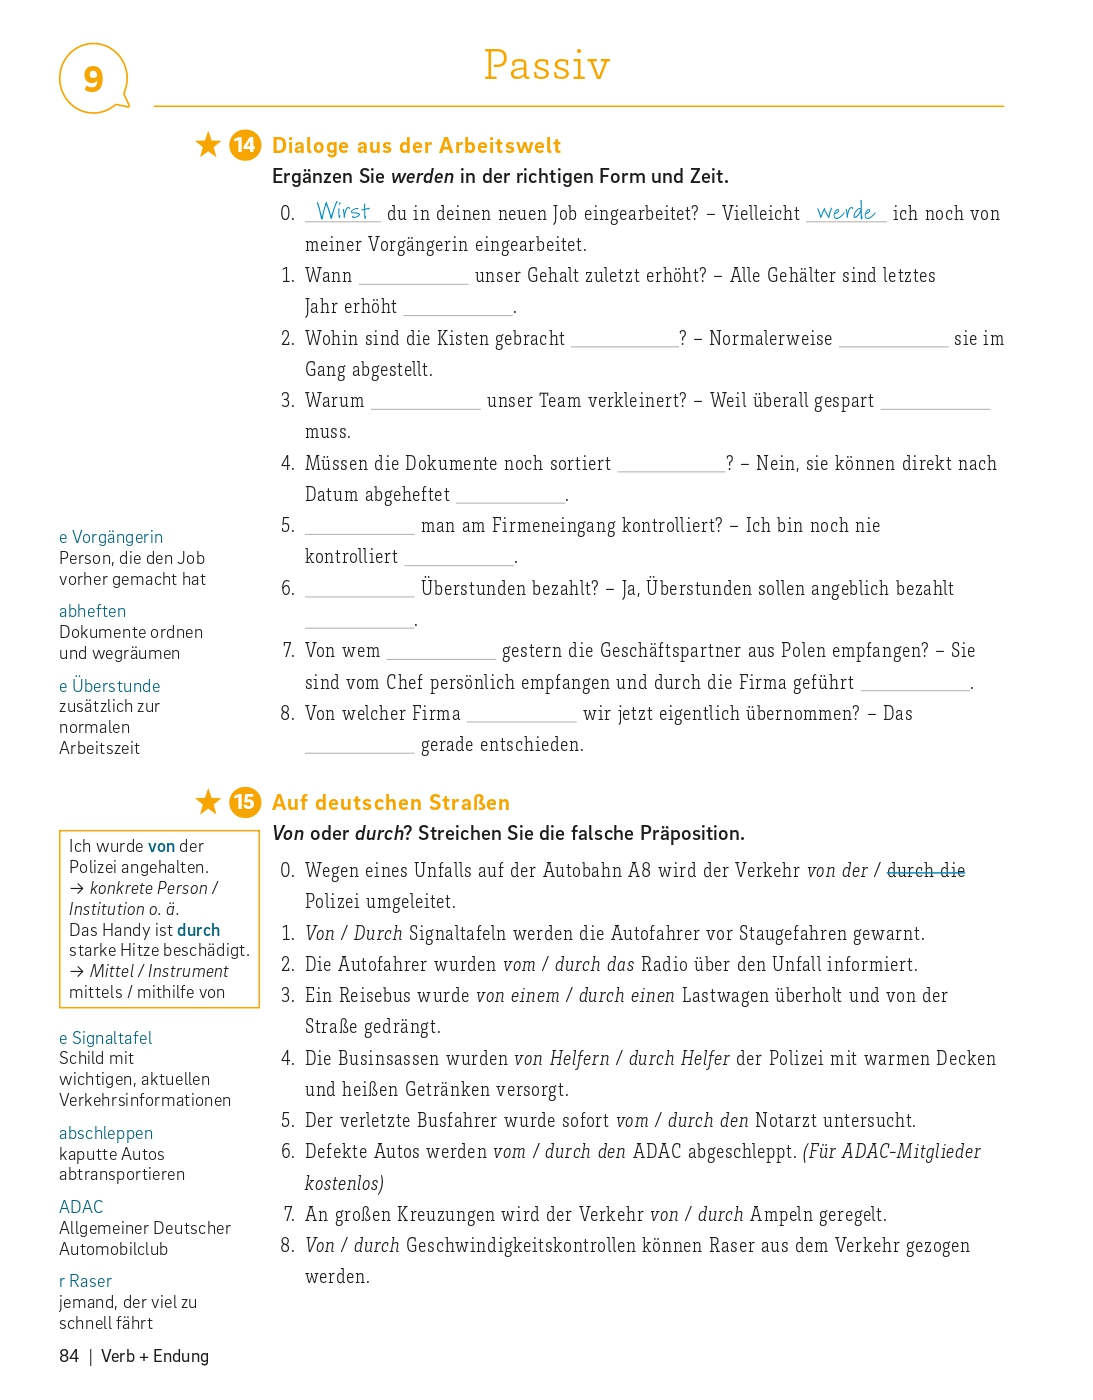 9
Passiv
14 Dialoge aus der Arbeitswelt
Ergänzen Sie werden in der richtigen Form und Zeit.
0. Wirst du in deinen neuen Job eingearbeitet? – Vielleicht werde ich noch von
meiner Vorgängerin eingearbeitet.
1. Wann ___________ unser Gehalt zuletzt erhöht? – Alle Gehälter sind letztes
Jahr erhöht ___________.
2. Wohin sind die Kisten gebracht ___________? – Normalerweise ___________ sie im
Gang abgestellt.
3. Warum ___________ unser Team verkleinert? – Weil überall gespart ___________
muss.
4. Müssen die Dokumente noch sortiert ___________? – Nein, sie können direkt nach
Datum abgeheftet ___________.
5. ___________ man am Firmeneingang kontrolliert? – Ich bin noch nie
kontrolliert ___________.
6. ___________ Überstunden bezahlt? – Ja, Überstunden sollen angeblich bezahlt
___________.
7. Von wem ___________ gestern die Geschäftspartner aus Polen empfangen? – Sie
sind vom Chef persönlich empfangen und durch die Firma geführt ___________.
8. Von welcher Firma ___________ wir jetzt eigentlich übernommen? – Das
___________ gerade entschieden.
e Vorgängerin
Person, die den Job
vorher gemacht hat
abheften
Dokumente ordnen
und wegräumen
e Überstunde
zusätzlich zur
normalen
Arbeitszeit
15 Auf deutschen Straßen
Von oder durch? Streichen Sie die falsche Präposition.
0. Wegen eines Unfalls auf der Autobahn A8 wird der Verkehr von der / durch die
Polizei umgeleitet.
1. Von / Durch Signaltafeln werden die Autofahrer vor Staugefahren gewarnt.
2. Die Autofahrer wurden vom / durch das Radio über den Unfall informiert.
3. Ein Reisebus wurde von einem / durch einen Lastwagen überholt und von der
Straße gedrängt.
4. Die Businsassen wurden von Helfern / durch Helfer der Polizei mit warmen Decken
und heißen Getränken versorgt.
5. Der verletzte Busfahrer wurde sofort vom / durch den Notarzt untersucht.
6. Defekte Autos werden vom / durch den ADAC abgeschleppt. (Für ADAC-Mitglieder
kostenlos)
7. An großen Kreuzungen wird der Verkehr von / durch Ampeln geregelt.
8. Von / durch Geschwindigkeitskontrollen können Raser aus dem Verkehr gezogen
werden.
Ich wurde von der
Polizei angehalten.
→ konkrete Person /
Institution o. ä.
Das Handy ist durch
starke Hitze beschädigt.
→ Mittel / Instrument
mittels / mithilfe von
e Signaltafel
Schild mit
wichtigen, aktuellen
Verkehrsinformationen
abschleppen
kaputte Autos
abtransportieren
ADAC
Allgemeiner Deutscher
Automobilclub
r Raser
jemand, der viel zu
schnell fährt
84 | Verb + Endung